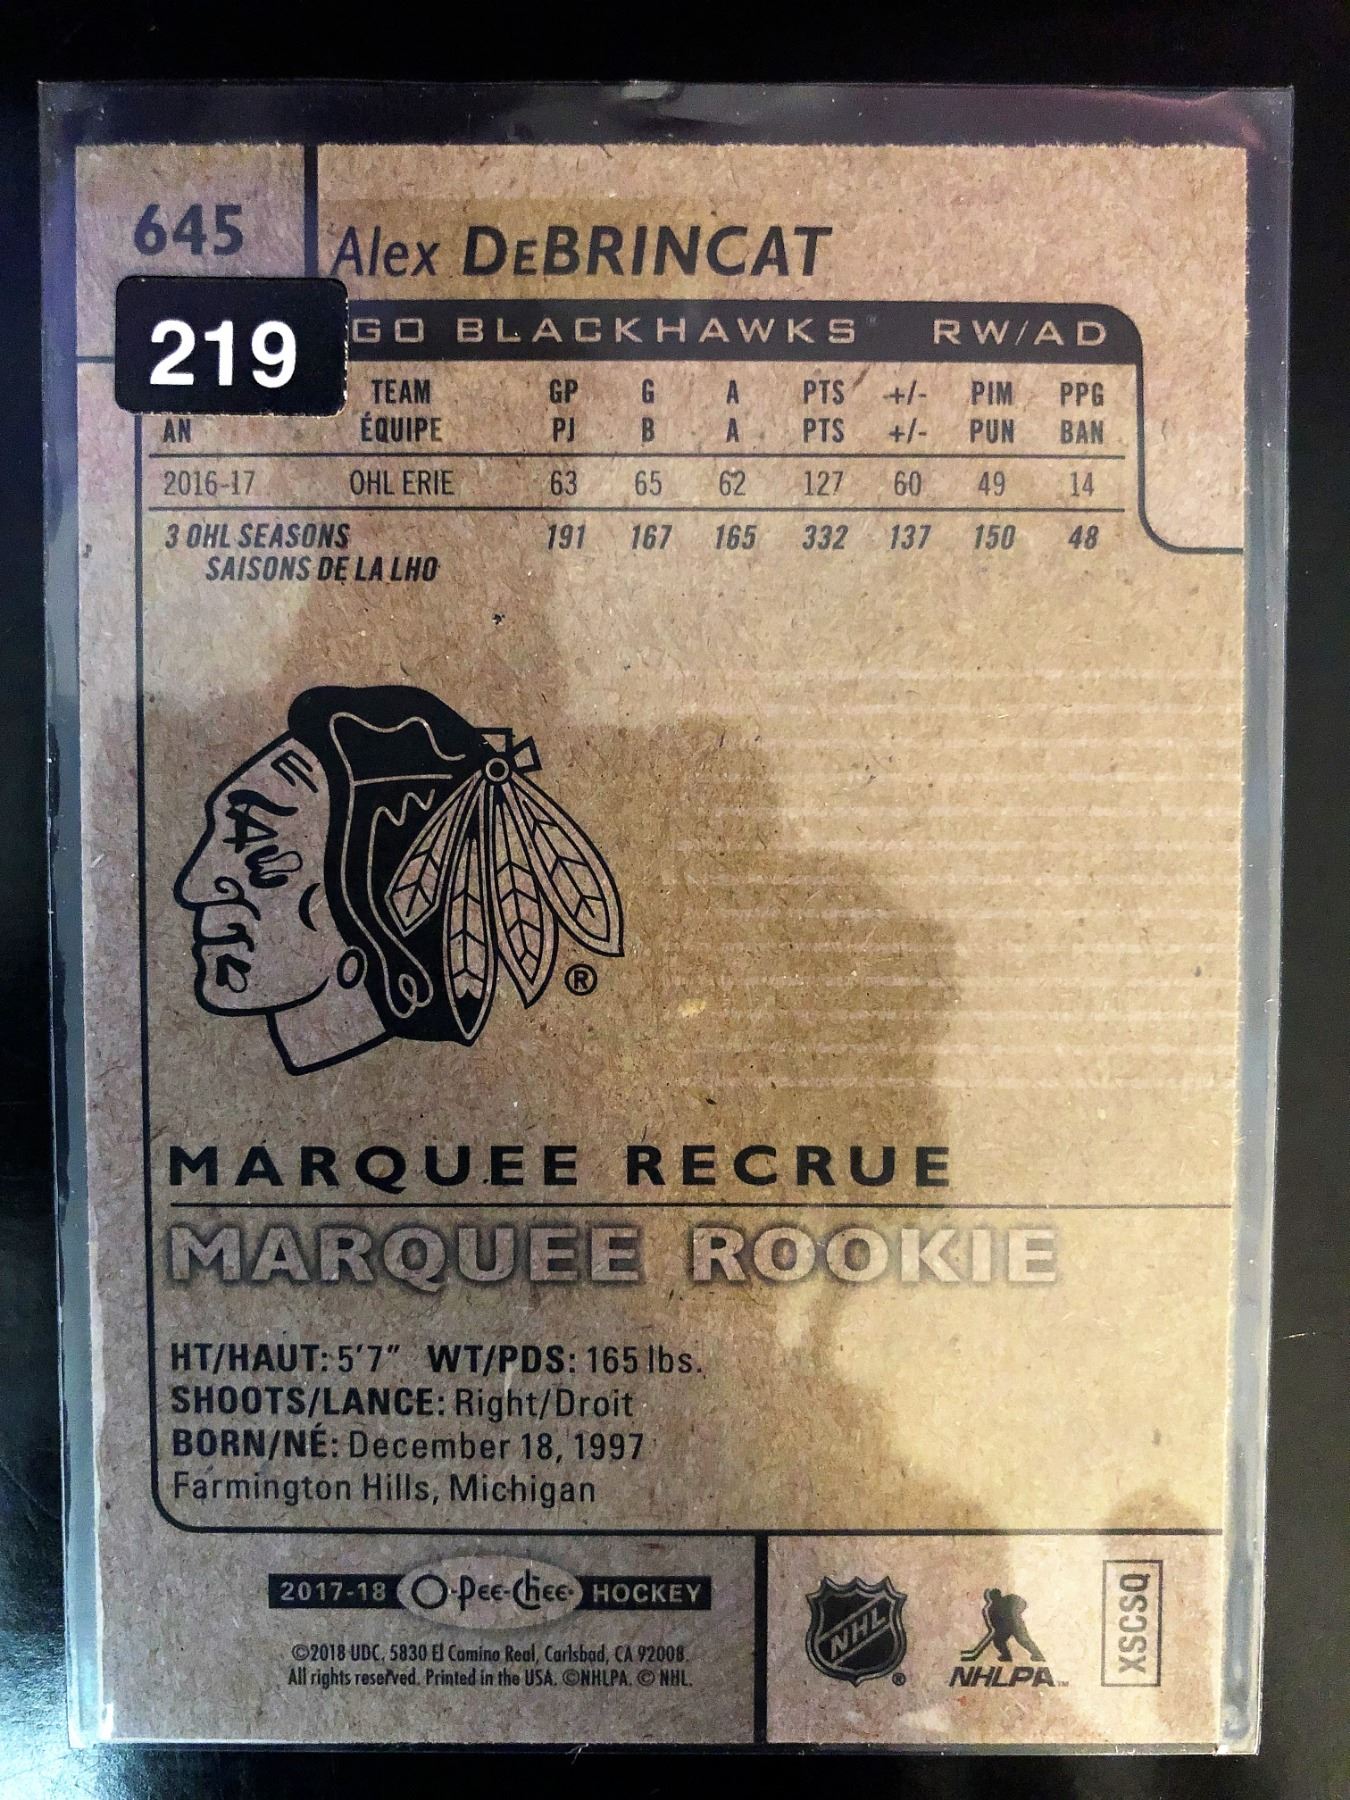 645
Alex DeBRINCAT
219
GO BLACKHAWKS RW/AD
TEAM GP G A PTS +/- PIM PPG
AN ÉQUIPE PJ B A PTS +/- PUN BAN
2016-17 OHL ERIE 63 65 62 127 60 49 14
3 OHL SEASONS 191 167 165 332 137 150 48
SAISONS DE LA LHO
®
MARQUEE RECRUE
MARQUEE ROOKIE
HT/HAUT: 5'7" WT/PDS: 165 lbs.
SHOOTS/LANCE: Right/Droit
BORN/NÉ: December 18, 1997
Farmington Hills, Michigan
2017-18 O-Pee-Chee HOCKEY
©2018 UDC, 5830 El Camino Real, Carlsbad, CA 92008.
All rights reserved. Printed in the USA. ©NHLPA. © NHL.
NHL ®
NHLPA™
XSCSQ